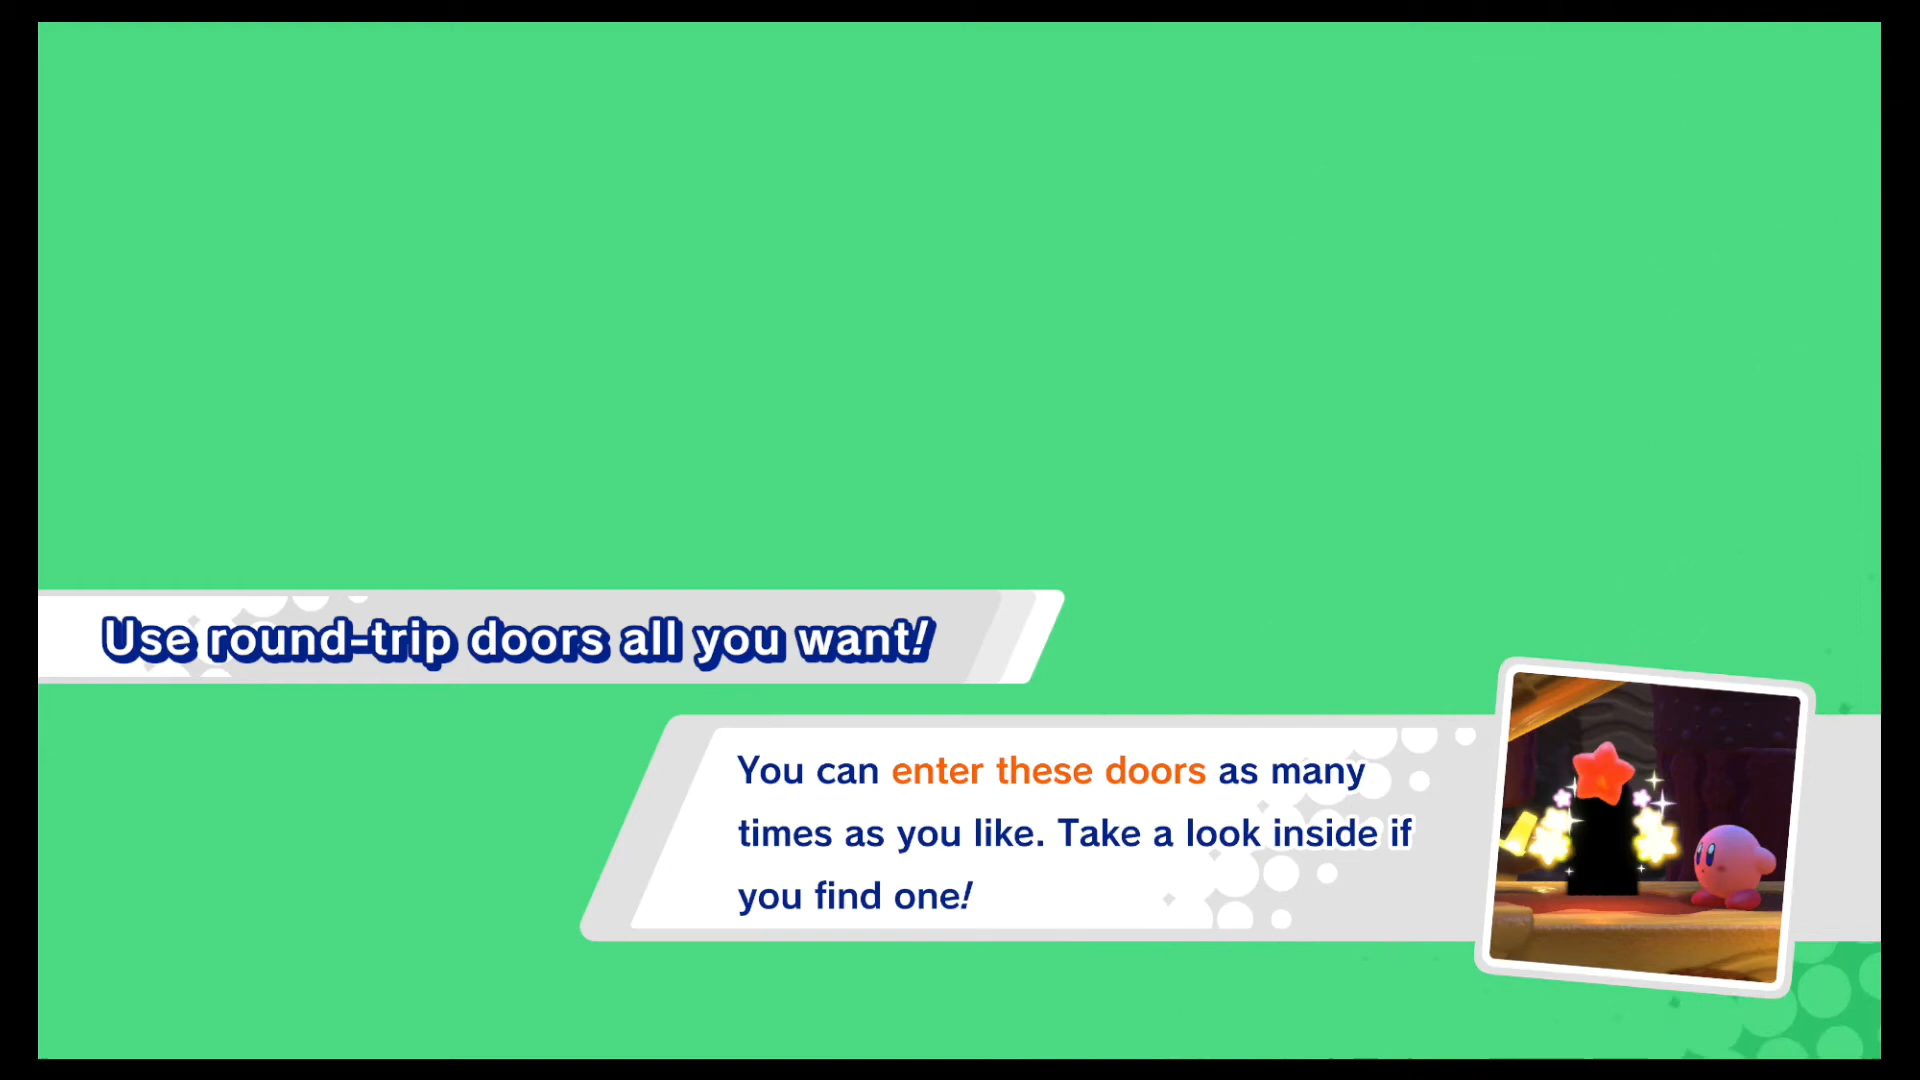 Use round-trip doors all you want!
You can enter these doors as many
times as you like. Take a look inside if
you find one!